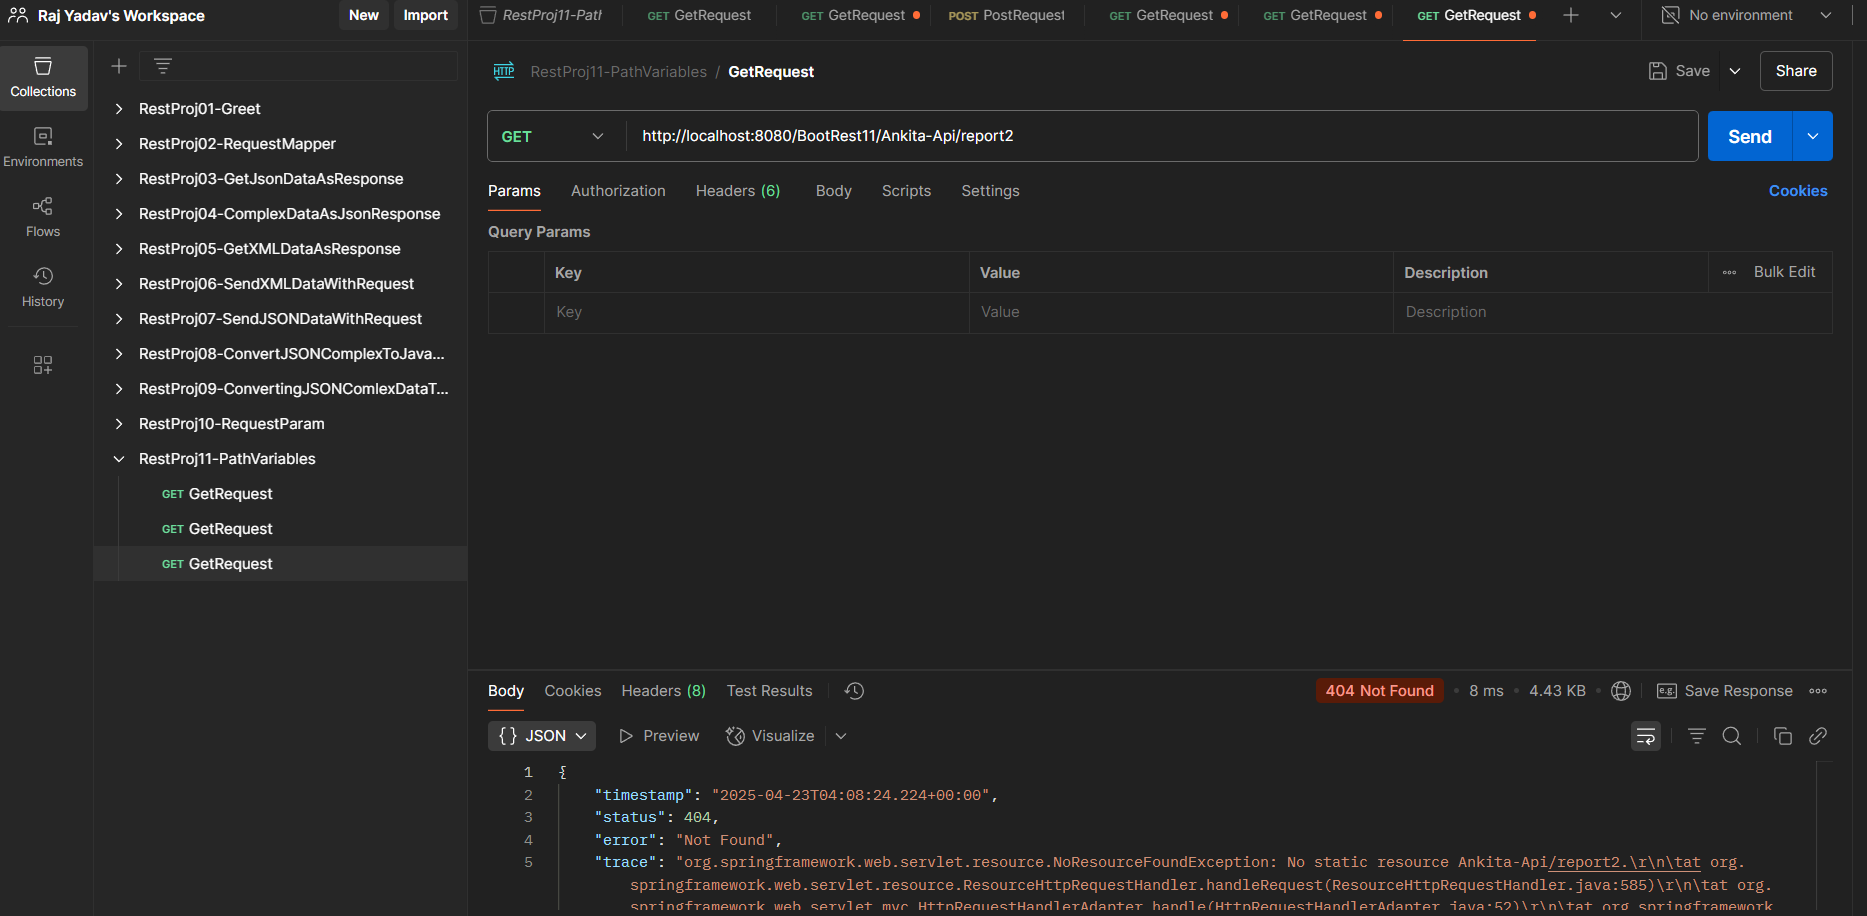 Raj Yadav's Workspace
New
Import
RestProj11-Path
GET GetRequest
GET GetRequest
POST PostRequest
GET GetRequest
GET GetRequest
GET GetRequest
No environment
Collections
Environments
Flows
History
RestProj01-Greet
RestProj02-RequestMapper
RestProj03-GetJsonDataAsResponse
RestProj04-ComplexDataAsJsonResponse
RestProj05-GetXMLDataAsResponse
RestProj06-SendXMLDataWithRequest
RestProj07-SendJSONDataWithRequest
RestProj08-ConvertJSONComplexToJava...
RestProj09-ConvertingJSONComlexDataT...
RestProj10-RequestParam
RestProj11-PathVariables
GET GetRequest
GET GetRequest
GET GetRequest
HTTP RestProj11-PathVariables / GetRequest
Save
Share
GET
http://localhost:8080/BootRest11/Ankita-Api/report2
Send
Params Authorization Headers (6) Body Scripts Settings
Cookies
Query Params
Key Value Description
Bulk Edit
Key Value Description
Body Cookies Headers (8) Test Results
404 Not Found • 8 ms • 4.43 KB •
e.g. Save Response
{} JSON
Preview
Visualize
1 {
2 "timestamp": "2025-04-23T04:08:24.224+00:00",
3 "status": 404,
4 "error": "Not Found",
5 "trace": "org.springframework.web.servlet.resource.NoResourceFoundException: No static resource Ankita-Api/report2.\r\n\tat org.
springframework.web.servlet.resource.ResourceHttpRequestHandler.handleRequest(ResourceHttpRequestHandler.java:585)\r\n\tat org.
springframework.web.servlet.mvc.HttpRequestHandlerAdapter.handle(HttpRequestHandlerAdapter.java:52)\r\n\tat org.springframework.